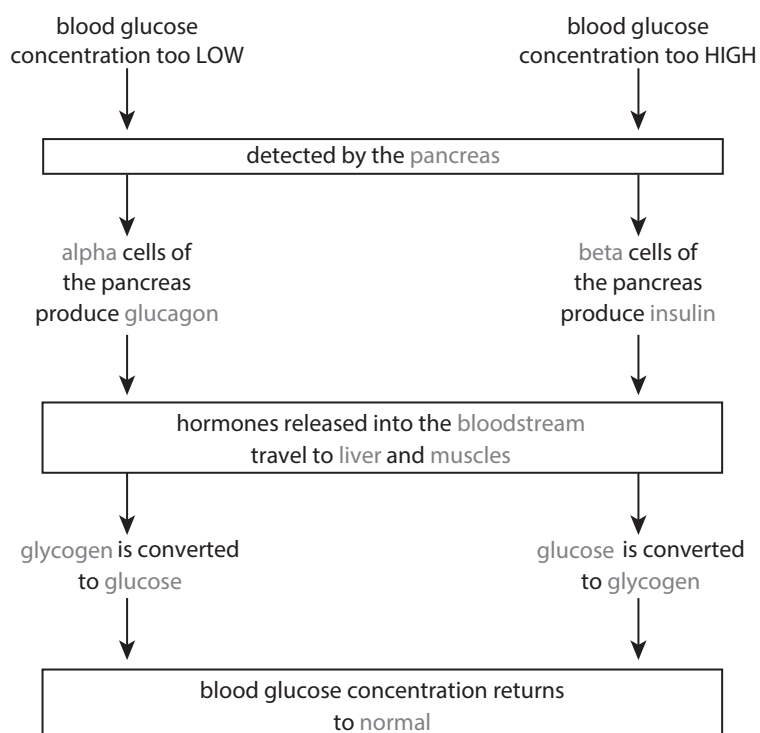 blood glucose
concentration too LOW
blood glucose
concentration too HIGH
detected by the pancreas
alpha cells of
the pancreas
produce glucagon
beta cells of
the pancreas
produce insulin
hormones released into the bloodstream
travel to liver and muscles
glycogen is converted
to glucose
glucose is converted
to glycogen
blood glucose concentration returns
to normal